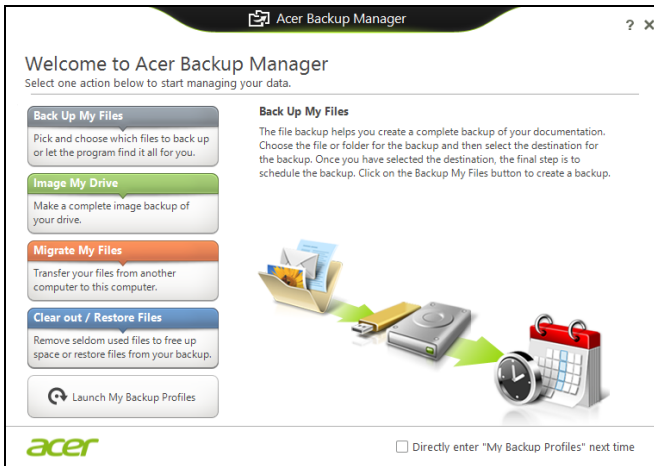 Acer Backup Manager
? X
Welcome to Acer Backup Manager
Select one action below to start managing your data.
Back Up My Files
Pick and choose which files to back up
or let the program find it all for you.
Image My Drive
Make a complete image backup of
your drive.
Migrate My Files
Transfer your files from another
computer to this computer.
Clear out / Restore Files
Remove seldom used files to free up
space or restore files from your backup.
Launch My Backup Profiles
Back Up My Files
The file backup helps you create a complete backup of your documentation.
Choose the file or folder for the backup and then select the destination for
the backup. Once you have selected the destination, the final step is to
schedule the backup. Click on the Backup My Files button to create a backup.
acer
Directly enter "My Backup Profiles" next time